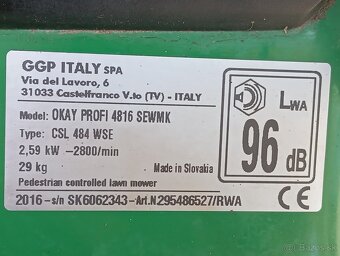 GGP ITALY SPA
Via del Lavoro, 6
31033 Castelfranco V.to (TV) - ITALY
Model: OKAY PROFI 4816 SEWMK
Type: CSL 484 WSE
2,59 kW -2800/min
29 kg
Made in Slovakia
Pedestrian controlled lawn mower
2016 -s/n SK6062343-Art.N295486527/RWA
LWA
96 dB
CE